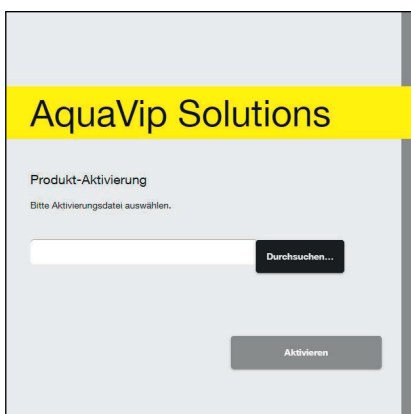 AquaVip Solutions
Produkt-Aktivierung
Bitte Aktivierungsdatei auswählen.
Durchsuchen...
Aktivieren